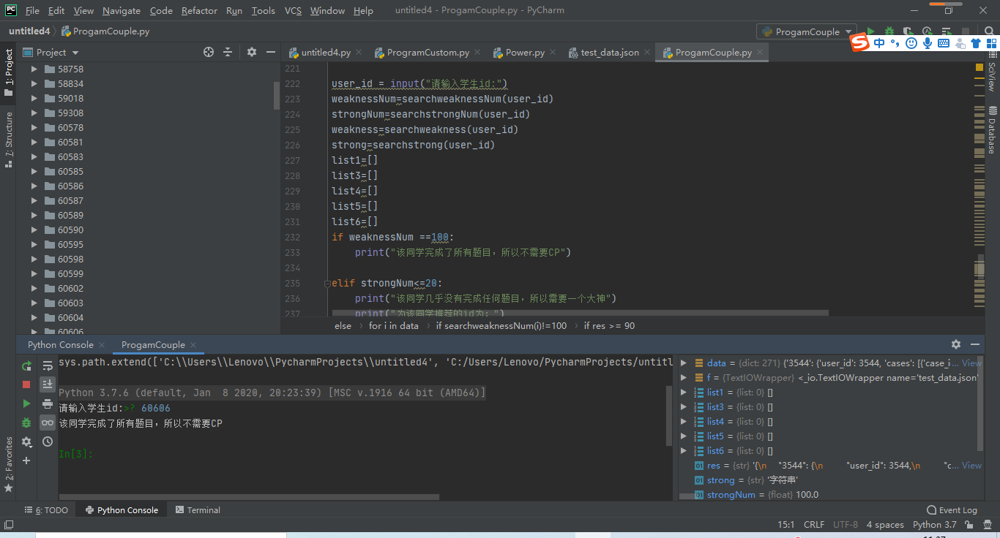 File Edit View Navigate Code Refactor Run Tools VCS Window Help untitled4 - ProgamCouple.py - PyCharm
untitled4 ProgamCouple.py ProgamCouple
中
Project untitled4.py ProgramCustom.py Power.py test_data.json ProgamCouple.py
1: Project
7: Structure
2: Favorites
SciView
Database
58758
58834
59018
59308
60578
60581
60583
60585
60586
60587
60589
60590
60595
60598
60599
60602
60603
60604
60606
221
222 user_id = input("请输入学生id:")
223 weaknessNum=searchweaknessNum(user_id)
224 strongNum=searchstrongNum(user_id)
225 weakness=searchweakness(user_id)
226 strong=searchstrong(user_id)
227 list1=[]
228 list3=[]
229 list4=[]
230 list5=[]
231 list6=[]
232 if weaknessNum ==100:
233 print("该同学完成了所有题目，所以不需要CP")
234
235 elif strongNum<=20:
236 print("该同学几乎没有完成任何题目，所以需要一个大神")
237 print("为该同学推荐的id为：")
else for i in data if searchweaknessNum(i)!=100 if res >= 90
Python Console ProgamCouple
sys.path.extend(['C:\\Users\\Lenovo\\PycharmProjects\\untitled4', 'C:/Users/Lenovo/PycharmProjects/untitl
Python 3.7.6 (default, Jan  8 2020, 20:23:39) [MSC v.1916 64 bit (AMD64)]
请输入学生id:>? 60606
该同学完成了所有题目，所以不需要CP
In[3]:
data = {dict: 271} {'3544': {'user_id': 3544, 'cases': [{'case_i... View
f = {TextIOWrapper} <_io.TextIOWrapper name='test_data.json'
list1 = {list: 0} []
list3 = {list: 0} []
list4 = {list: 0} []
list5 = {list: 0} []
list6 = {list: 0} []
res = {str} '{\n "3544": {\n "user_id": 3544,\n "c... View
strong = {str} '字符串'
strongNum = {float} 100.0
6: TODO Python Console Terminal Event Log
15:1 CRLF UTF-8 4 spaces Python 3.7